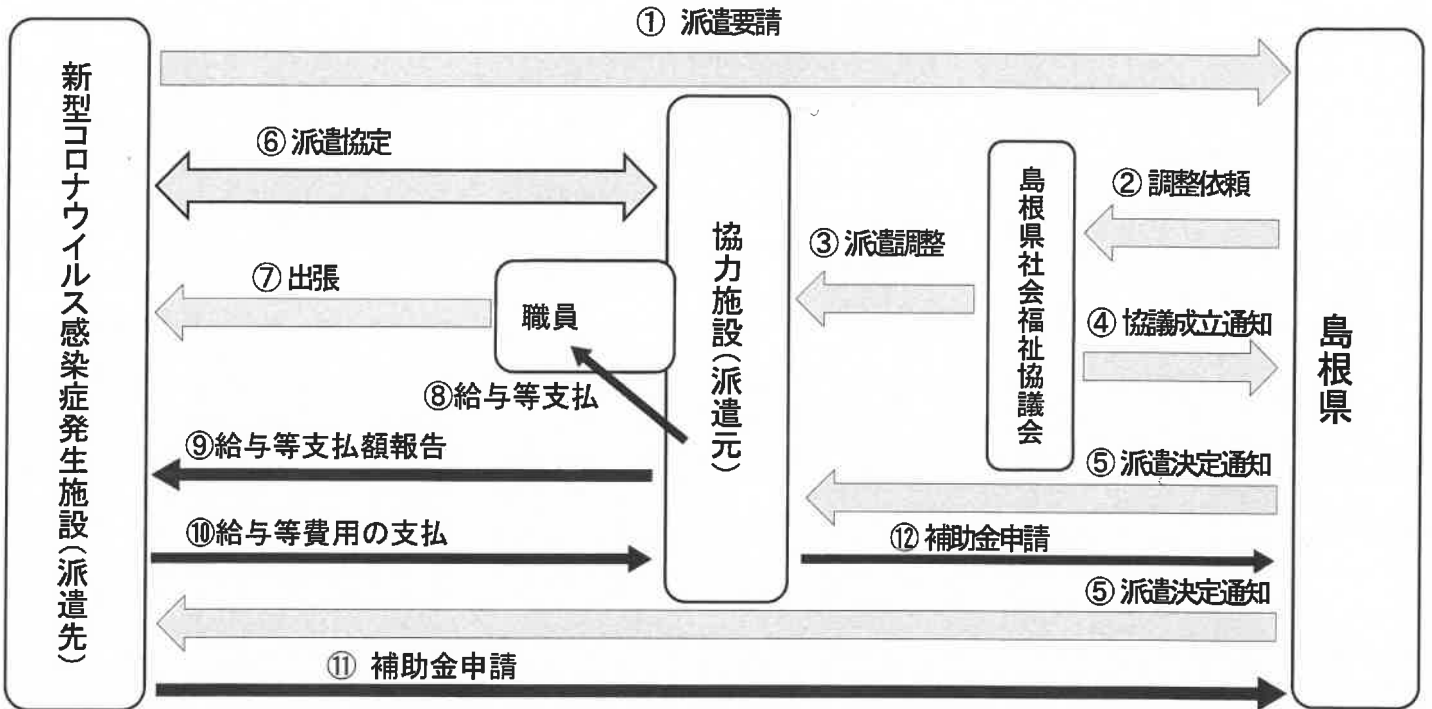 ① 派遣要請
新型コロナウイルス感染症発生施設(派遣先)
⑥ 派遣協定
協力施設(派遣元)
島根県社会福祉協議会
② 調整依頼
島根県
③ 派遣調整
⑦ 出張
職員
④ 協議成立通知
⑧給与等支払
⑨給与等支払額報告
⑤ 派遣決定通知
⑩給与等費用の支払
⑫ 補助金申請
⑤ 派遣決定通知
⑪ 補助金申請